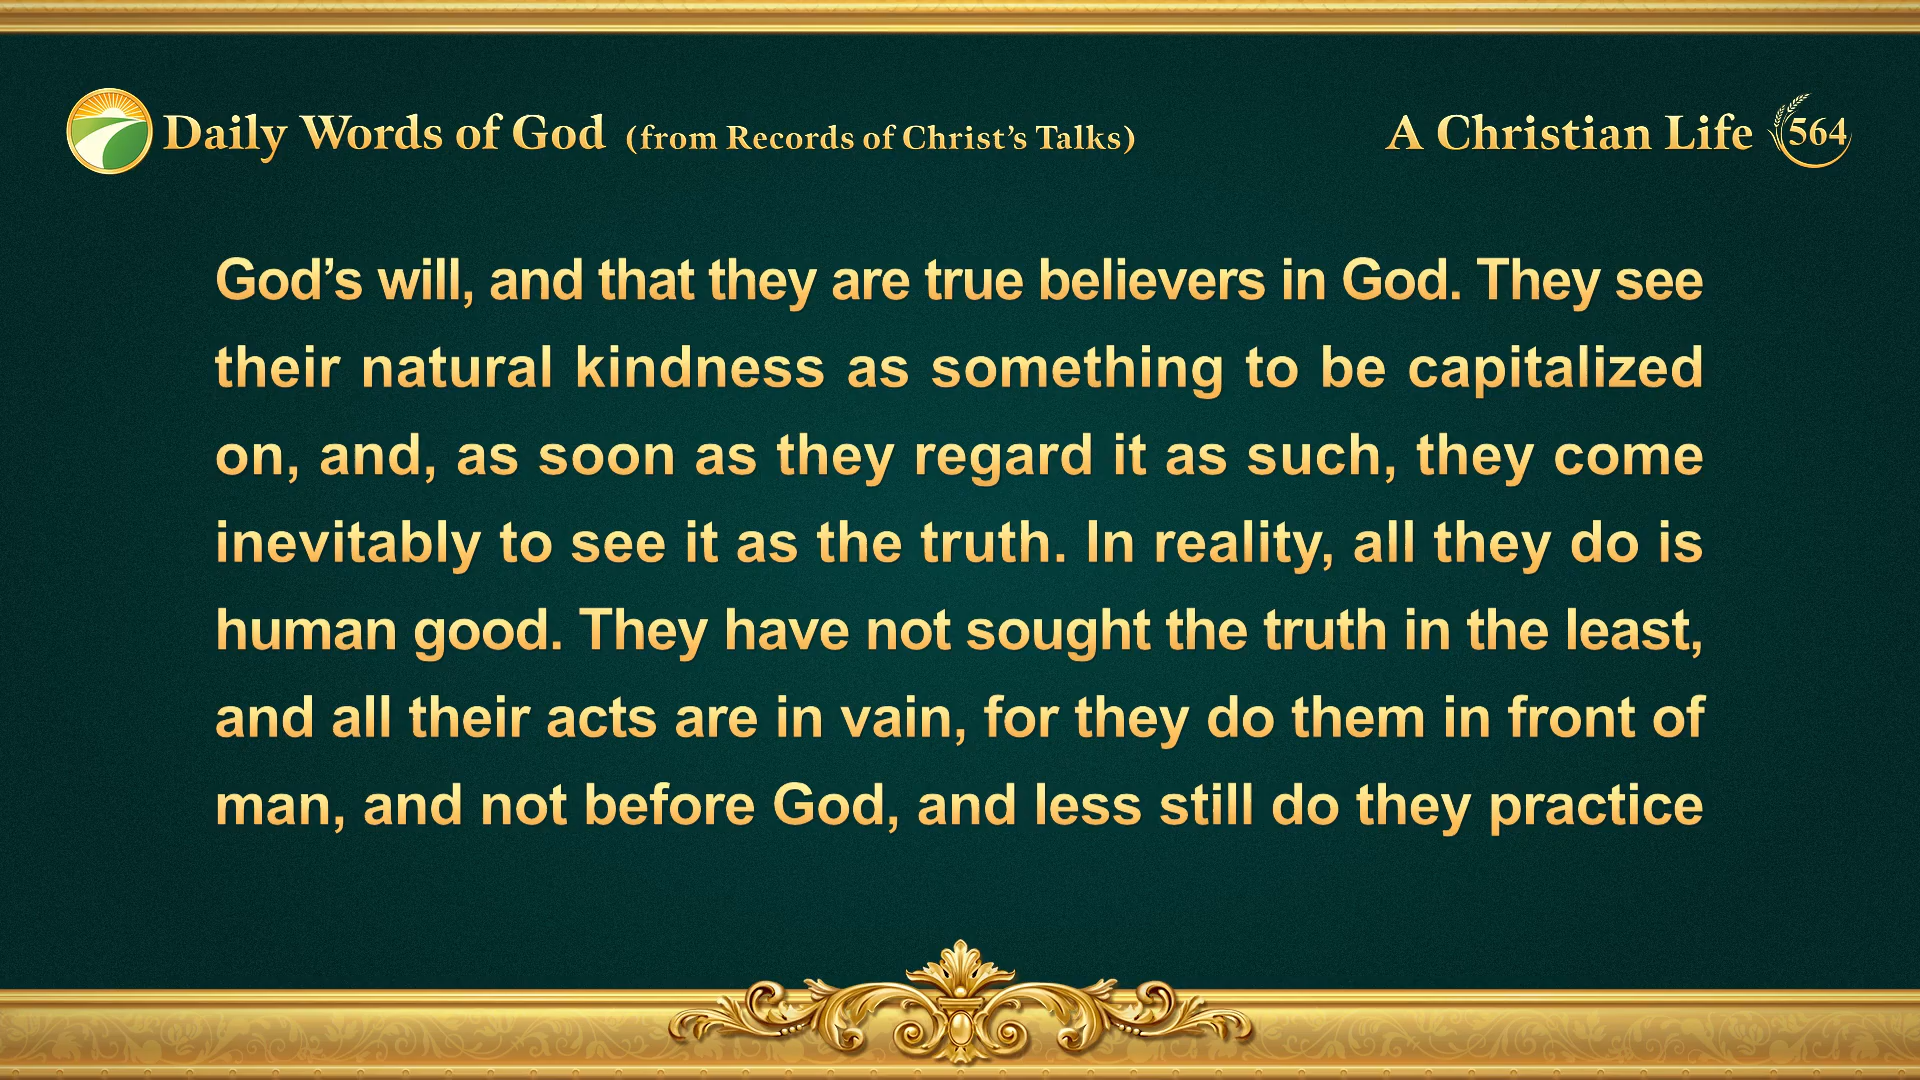 Daily Words of God (from Records of Christ’s Talks)
A Christian Life 564
God’s will, and that they are true believers in God. They see
their natural kindness as something to be capitalized
on, and, as soon as they regard it as such, they come
inevitably to see it as the truth. In reality, all they do is
human good. They have not sought the truth in the least,
and all their acts are in vain, for they do them in front of
man, and not before God, and less still do they practice